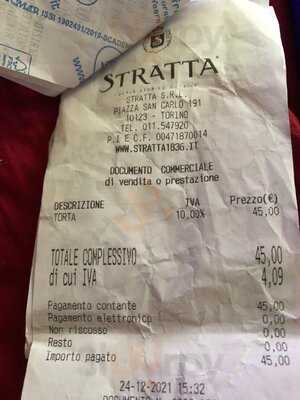 STRATTA
STRATTA S.R.L.
PIAZZA SAN CARLO 191
10123 - TORINO
TEL. 011.547920
P.I E C.F. 00471870014
WWW.STRATTA1836.IT
DOCUMENTO COMMERCIALE
di vendita o prestazione
DESCRIZIONE IVA Prezzo(€)
TORTA 10,00% 45,00
TOTALE COMPLESSIVO 45,00
di cui IVA 4,09
Pagamento contante 45,00
Pagamento elettronico 0,00
Non riscosso 0,00
Resto 0,00
Importo pagato 45,00
24-12-2021 15:32